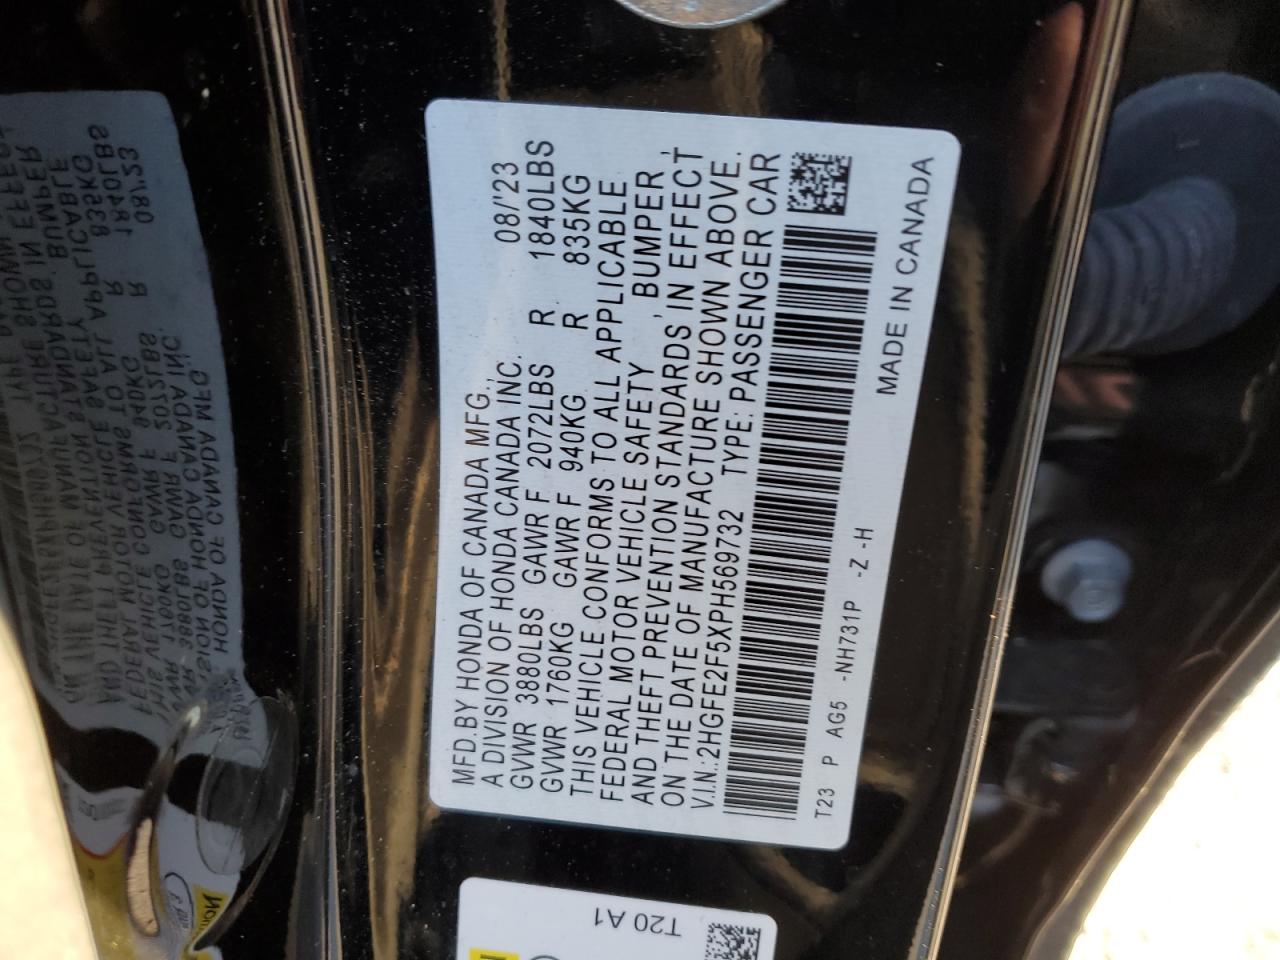 MFD.BY HONDA OF CANADA MFG.,
A DIVISION OF HONDA CANADA INC. 08/'23
GVWR 3880LBS GAWR F 2072LBS R 1840LBS
GVWR 1760KG GAWR F 940KG R 835KG
THIS VEHICLE CONFORMS TO ALL APPLICABLE
FEDERAL MOTOR VEHICLE SAFETY , BUMPER ,
AND THEFT PREVENTION STANDARDS IN EFFECT
ON THE DATE OF MANUFACTURE SHOWN ABOVE.
V.I.N.:2HGFE2F5XPH569732 TYPE: PASSENGER CAR
T23 P AG5 -NH731P -Z -H MADE IN CANADA
T20 A1